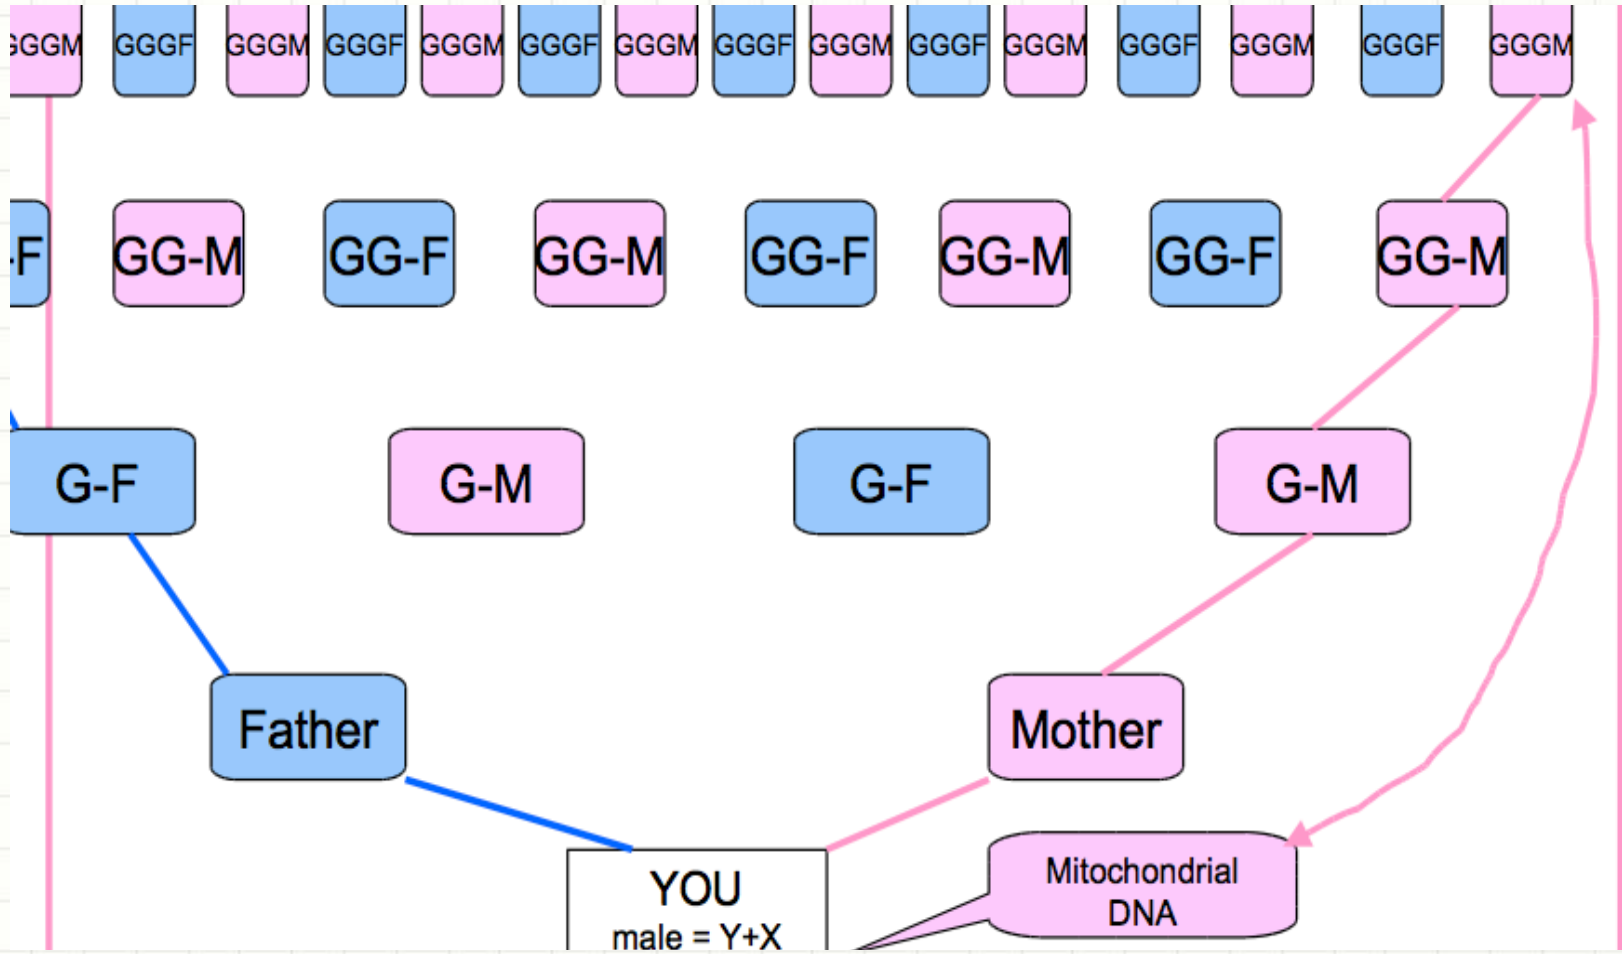 GGGM GGGF GGGM GGGF GGGM GGGF GGGM GGGF GGGM GGGF GGGM GGGF GGGM GGGF GGGM
-F GG-M GG-F GG-M GG-F GG-M GG-F GG-M
G-F G-M G-F G-M
Father Mother
Mitochondrial
DNA
YOU
male = Y+X